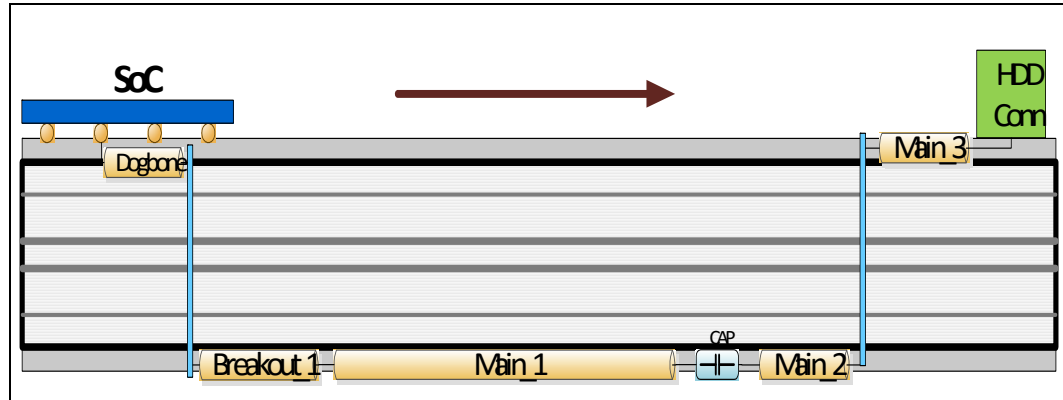 SoC
HDD
Conn
Dogbone
Main_3
CAP
Breakout_1
Main_1
Main_2